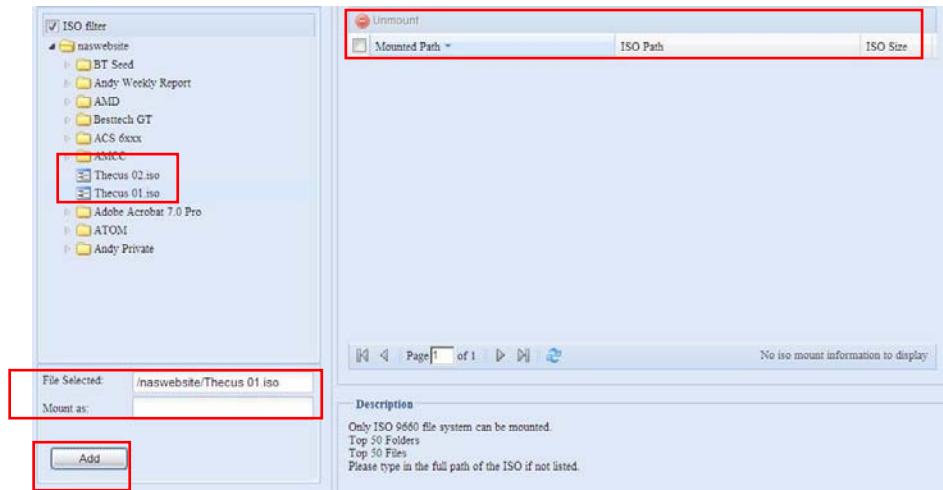 ISO filter
naswebsite
BT Seed
Andy Weekly Report
AMD
Besttech GT
ACS 6xxx
AMCC
Thecus 02.iso
Thecus 01.iso
Adobe Acrobat 7.0 Pro
ATOM
Andy Private
File Selected: /naswebsite/Thecus 01.iso
Mount as:
Add
Unmount
Mounted Path ISO Path ISO Size
Page 1 of 1 No iso mount information to display
Description
Only ISO 9660 file system can be mounted.
Top 50 Folders
Top 50 Files
Please type in the full path of the ISO if not listed.